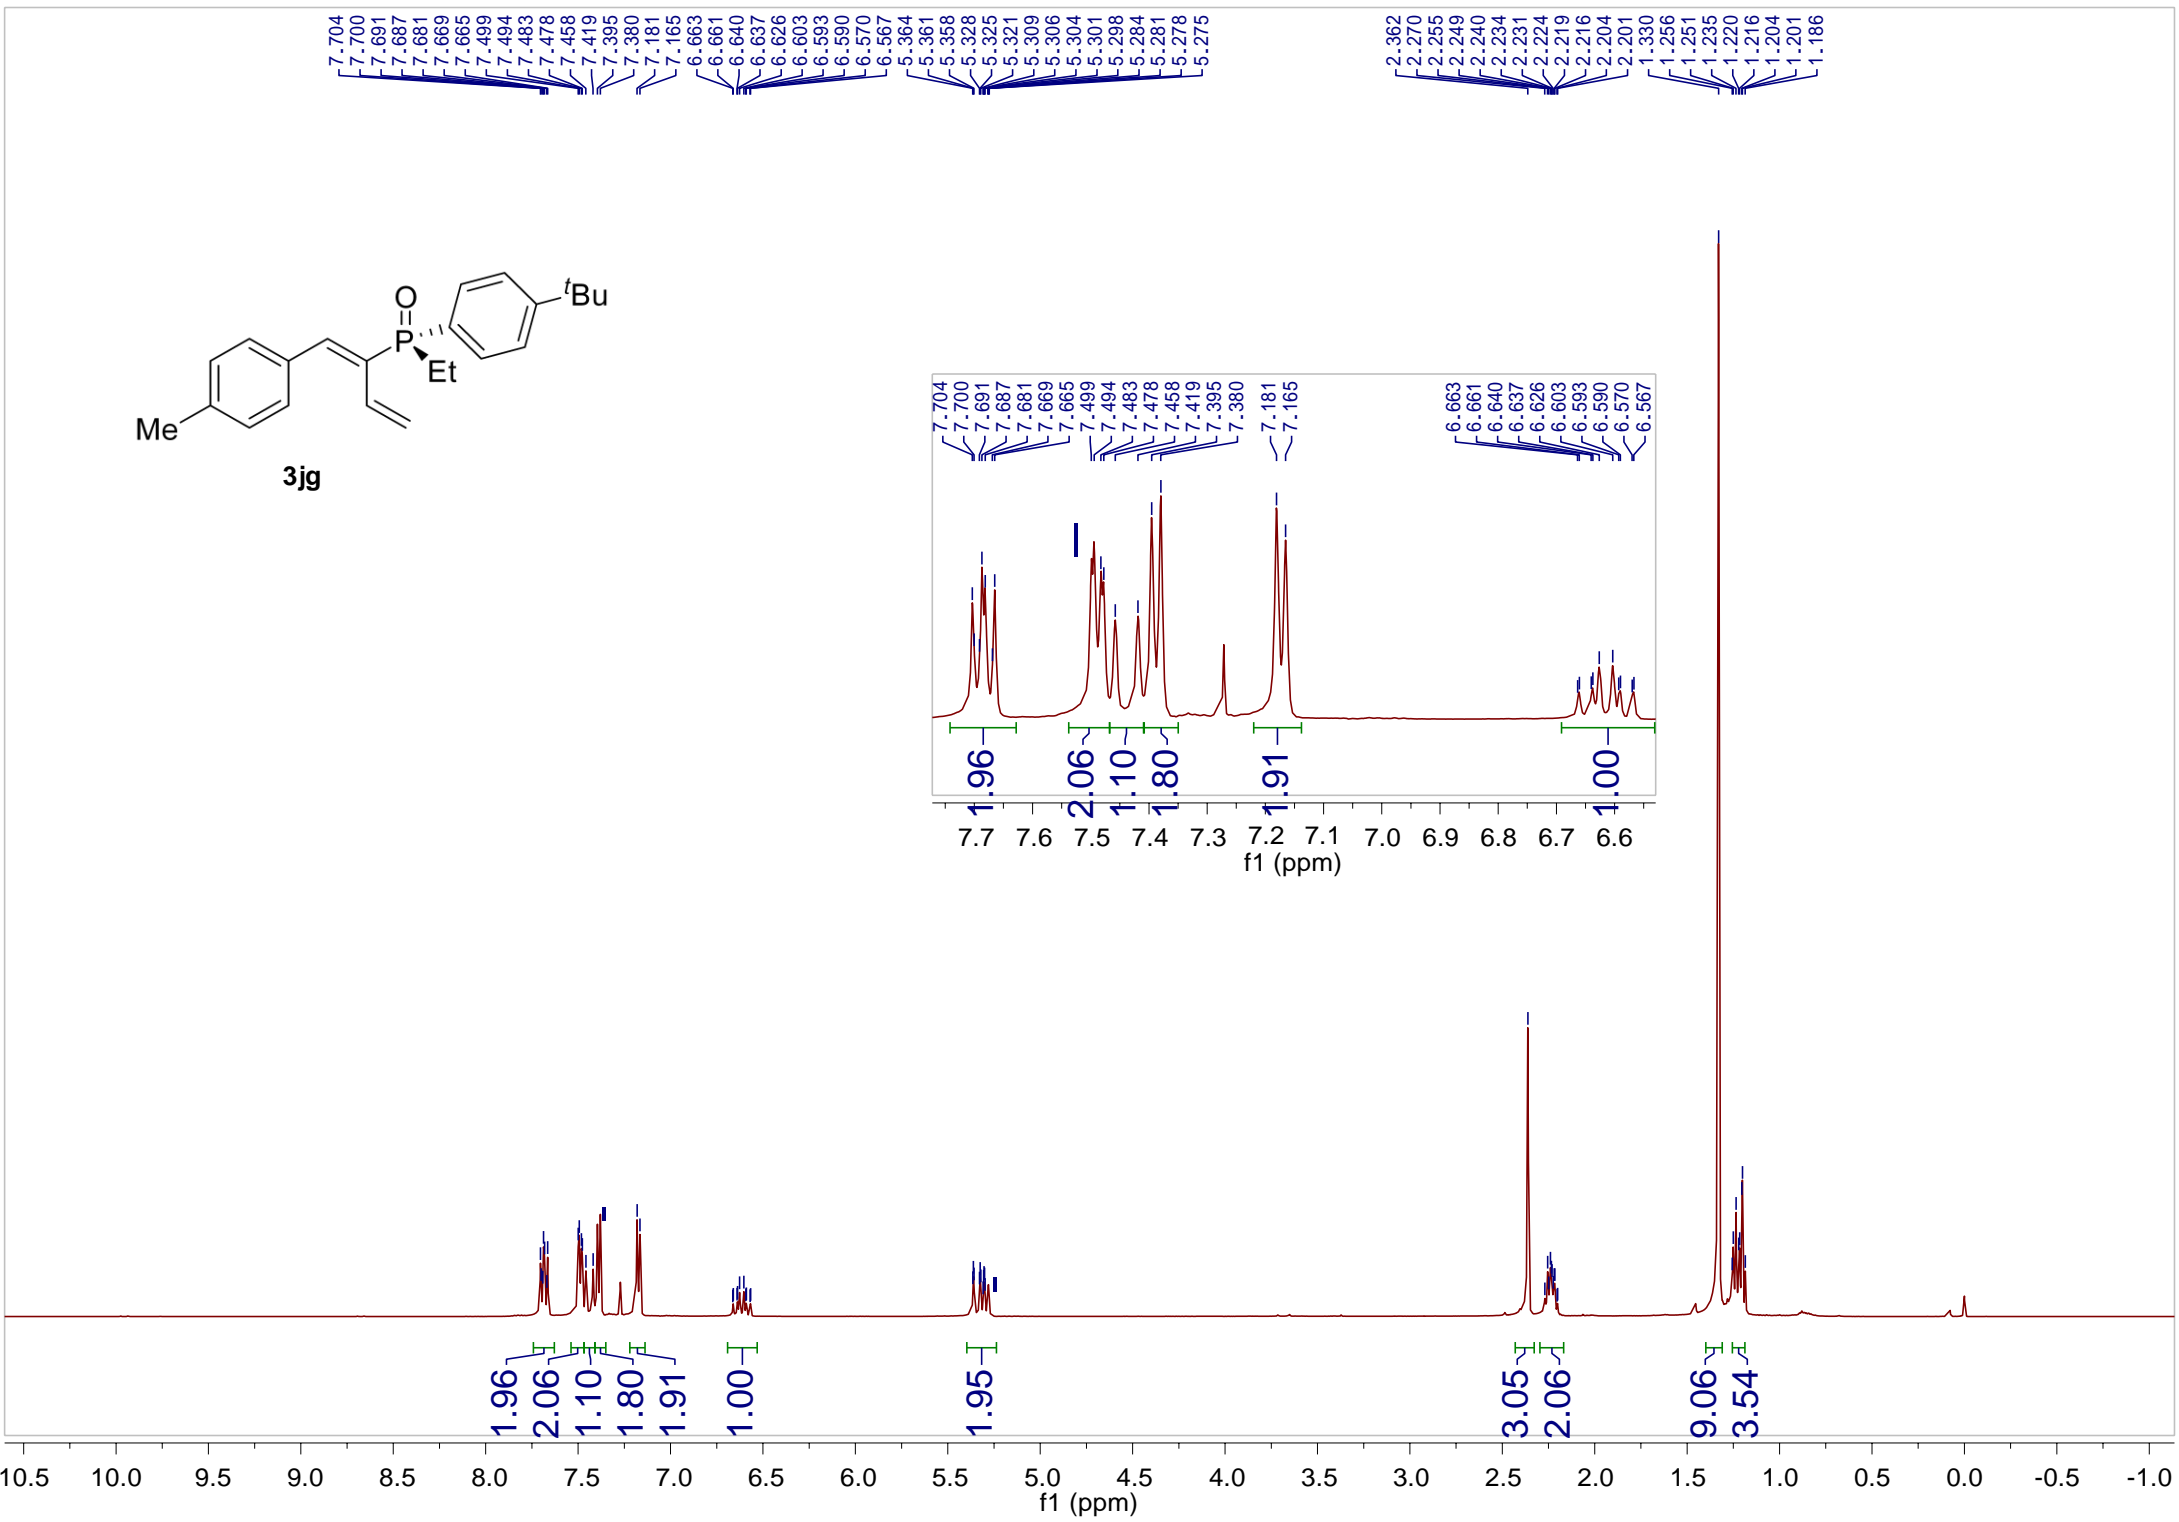 7.704 7.700 7.691 7.687 7.681 7.669 7.665 7.499 7.494 7.483 7.478 7.458 7.419 7.395 7.380 7.181 7.165 6.663 6.661 6.640 6.637 6.626 6.603 6.593 6.590 6.570 6.567 5.364 5.361 5.358 5.328 5.325 5.321 5.309 5.306 5.304 5.301 5.298 5.284 5.281 5.278 5.275 2.362 2.270 2.255 2.249 2.240 2.234 2.231 2.224 2.219 2.216 2.204 2.201 1.330 1.256 1.251 1.235 1.220 1.216 1.204 1.201 1.186
O
tBu
P
Et
Me
3jg
7.704 7.700 7.691 7.687 7.681 7.669 7.665 7.499 7.494 7.483 7.478 7.458 7.419 7.395 7.380 7.181 7.165 6.663 6.661 6.640 6.637 6.626 6.603 6.593 6.590 6.570 6.567
1.96 2.06 1.10 1.80 1.91 1.00
7.7 7.6 7.5 7.4 7.3 7.2 7.1 7.0 6.9 6.8 6.7 6.6
f1 (ppm)
1.96 2.06 1.10 1.80 1.91 1.00 1.95 3.05 2.06 9.06 3.54
10.5 10.0 9.5 9.0 8.5 8.0 7.5 7.0 6.5 6.0 5.5 5.0 4.5 4.0 3.5 3.0 2.5 2.0 1.5 1.0 0.5 0.0 -0.5 -1.0
f1 (ppm)